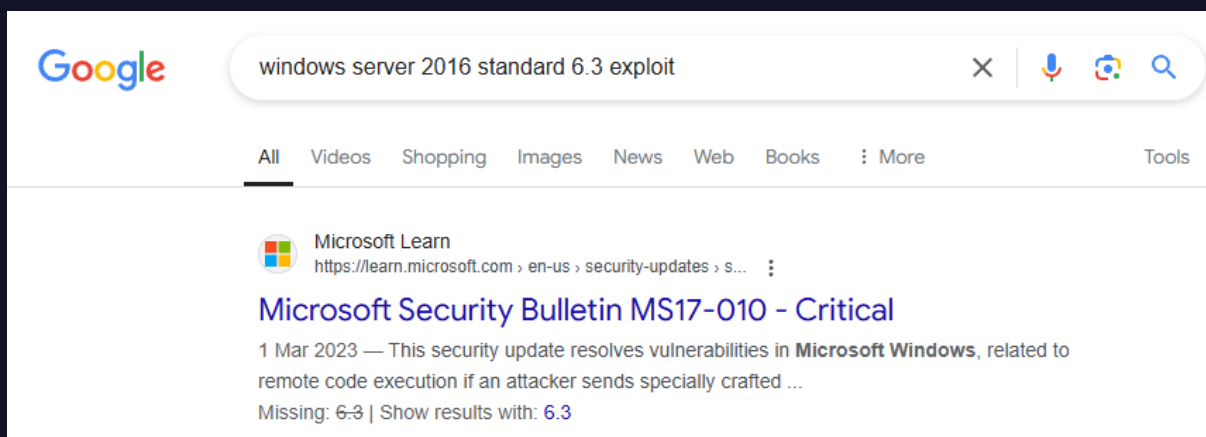 Google
windows server 2016 standard 6.3 exploit
All Videos Shopping Images News Web Books More Tools
Microsoft Learn
https://learn.microsoft.com › en-us › security-updates › s...
Microsoft Security Bulletin MS17-010 - Critical
1 Mar 2023 — This security update resolves vulnerabilities in Microsoft Windows, related to
remote code execution if an attacker sends specially crafted ...
Missing: 6.3 | Show results with: 6.3